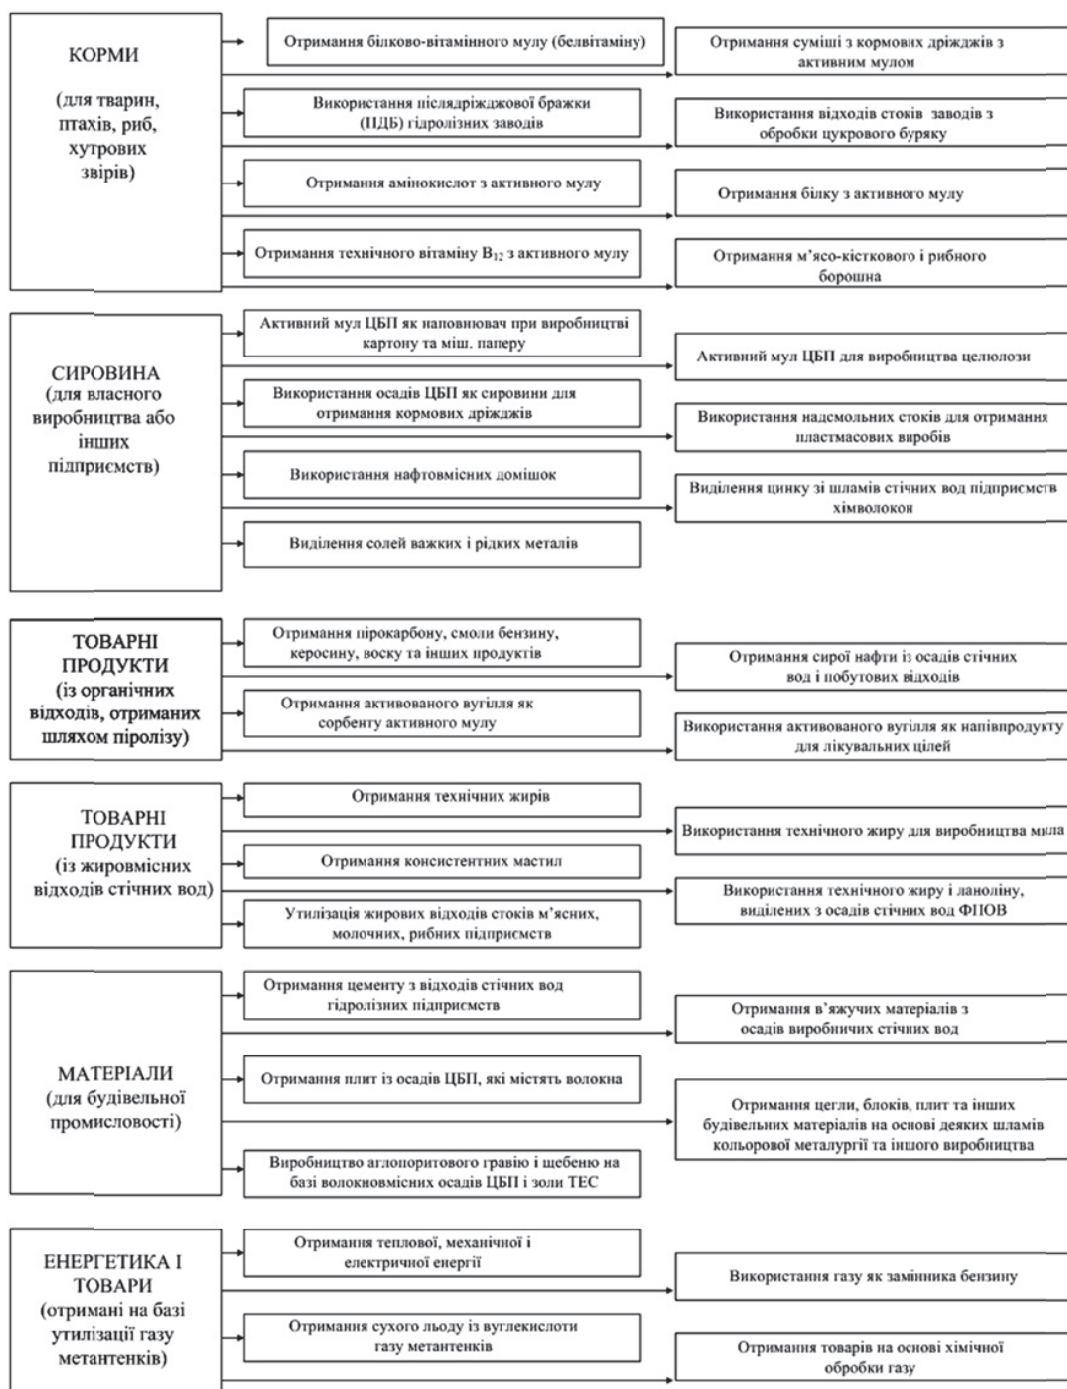 КОРМИ
(для тварин,
птахів, риб,
хутрових
звірів)
Отримання білково-вітамінного мулу (белвітаміну)
Отримання суміші з кормових дріжджів з
активним мулом
Використання післядріжджової бражки
(ПДБ) гідролізних заводів
Використання відходів стоків заводів з
обробки цукрового буряку
Отримання амінокислот з активного мулу
Отримання білку з активного мулу
Отримання технічного вітаміну В₁₂ з активного мулу
Отримання м’ясо-кісткового і рибного
борошна
СИРОВИНА
(для власного
виробництва або
інших
підприємств)
Активний мул ЦБП як наповнювач при виробництві
картону та міш. паперу
Активний мул ЦБП для виробництва целюлози
Використання осадів ЦБП як сировини для
отримання кормових дріжджів
Використання надсмольних стоків для отримання
пластмасових виробів
Використання нафтовмісних домішок
Виділення цинку зі шламів стічних вод підприємств
хімволокон
Виділення солей важких і рідких металів
ТОВАРНІ
ПРОДУКТИ
(із органічних
відходів, отриманих
шляхом піролізу)
Отримання пірокарбону, смоли бензину,
керосину, воску та інших продуктів
Отримання сирої нафти із осадів стічних
вод і побутових відходів
Отримання активованого вугілля як
сорбенту активного мулу
Використання активованого вугілля як напівпродукту
для лікувальних цілей
ТОВАРНІ
ПРОДУКТИ
(із жировмісних
відходів стічних вод)
Отримання технічних жирів
Використання технічного жиру для виробництва мила
Отримання консистентних мастил
Використання технічного жиру і ланоліну,
виділених з осадів стічних вод ФПОВ
Утилізація жирових відходів стоків м’ясних,
молочних, рибних підприємств
МАТЕРІАЛИ
(для будівельної
промисловості)
Отримання цементу з відходів стічних вод
гідролізних підприємств
Отримання в’яжучих матеріалів з
осадів виробничих стічних вод
Отримання плит із осадів ЦБП, які містять волокна
Отримання цегли, блоків, плит та інших
будівельних матеріалів на основі деяких шламів
кольорової металургії та іншого виробництва
Виробництво аглопоритового гравію і щебеню на
базі волокновмісних осадів ЦБП і золи ТЕС
ЕНЕРГЕТИКА І
ТОВАРИ
(отримані на базі
утилізації газу
метантенків)
Отримання теплової, механічної і
електричної енергії
Використання газу як замінника бензину
Отримання сухого льоду із вуглекислоти
газу метантенків
Отримання товарів на основі хімічної
обробки газу